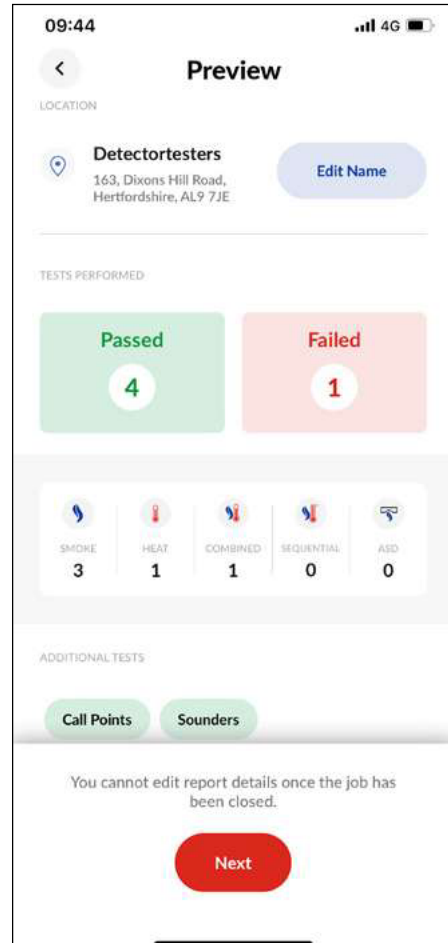 09:44
4G
Preview
LOCATION
Detectortesters
163, Dixons Hill Road,
Hertfordshire, AL9 7JE
Edit Name
TESTS PERFORMED
Passed
4
Failed
1
SMOKE
3
HEAT
1
COMBINED
1
SEQUENTIAL
0
ASD
0
ADDITIONAL TESTS
Call Points
Sounders
You cannot edit report details once the job has
been closed.
Next